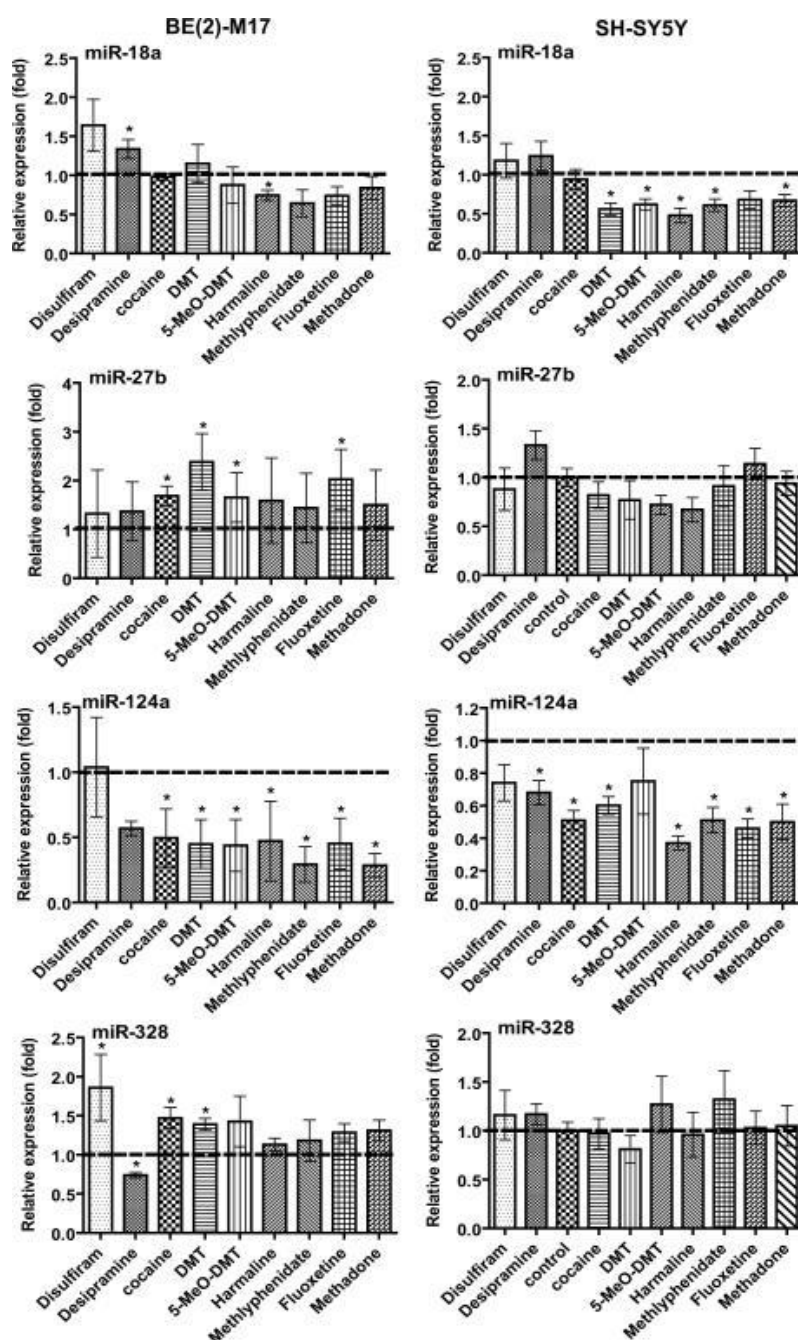 BE(2)-M17
SH-SY5Y
miR-18a
Relative expression (fold)
2.5
2.0
1.5
1.0
0.5
0.0
*
*
Disulfiram
Desipramine
cocaine
DMT
5-MeO-DMT
Harmaline
Methlyphenidate
Fluoxetine
Methadone
miR-18a
Relative expression (fold)
2.5
2.0
1.5
1.0
0.5
0.0
* * * * *
Disulfiram
Desipramine
cocaine
DMT
5-MeO-DMT
Harmaline
Methlyphenidate
Fluoxetine
Methadone
miR-27b
Relative expression (fold)
4
3
2
1
0
* * * *
Disulfiram
Desipramine
cocaine
DMT
5-MeO-DMT
Harmaline
Methlyphenidate
Fluoxetine
Methadone
miR-27b
Relative expression (fold)
2.0
1.5
1.0
0.5
0.0
Disulfiram
Desipramine
control
cocaine
DMT
5-MeO-DMT
Harmaline
Methlyphenidate
Fluoxetine
Methadone
miR-124a
Relative expression (fold)
1.5
1.0
0.5
0.0
* * * * * * *
Disulfiram
Desipramine
cocaine
DMT
5-MeO-DMT
Harmaline
Methlyphenidate
Fluoxetine
Methadone
miR-124a
Relative expression (fold)
1.2
1.0
0.8
0.6
0.4
0.2
0.0
* * * * * * *
Disulfiram
Desipramine
cocaine
DMT
5-MeO-DMT
Harmaline
Methlyphenidate
Fluoxetine
Methadone
miR-328
Relative expression (fold)
2.5
2.0
1.5
1.0
0.5
0.0
* * * *
Disulfiram
Desipramine
cocaine
DMT
5-MeO-DMT
Harmaline
Methlyphenidate
Fluoxetine
Methadone
miR-328
Relative expression (fold)
2.0
1.5
1.0
0.5
0.0
Disulfiram
Desipramine
control
cocaine
DMT
5-MeO-DMT
Harmaline
Methlyphenidate
Fluoxetine
Methadone